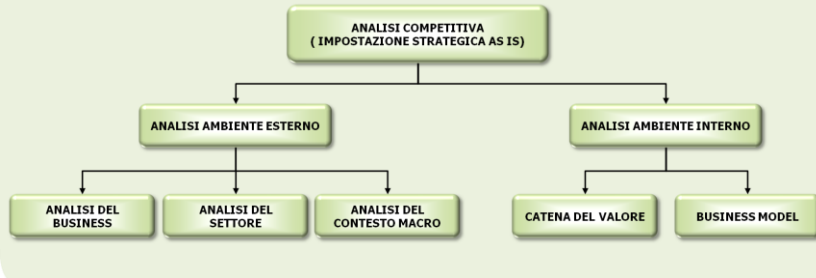 ANALISI COMPETITIVA
( IMPOSTAZIONE STRATEGICA AS IS)
ANALISI AMBIENTE ESTERNO
ANALISI AMBIENTE INTERNO
ANALISI DEL
BUSINESS
ANALISI DEL
SETTORE
ANALISI DEL
CONTESTO MACRO
CATENA DEL VALORE
BUSINESS MODEL